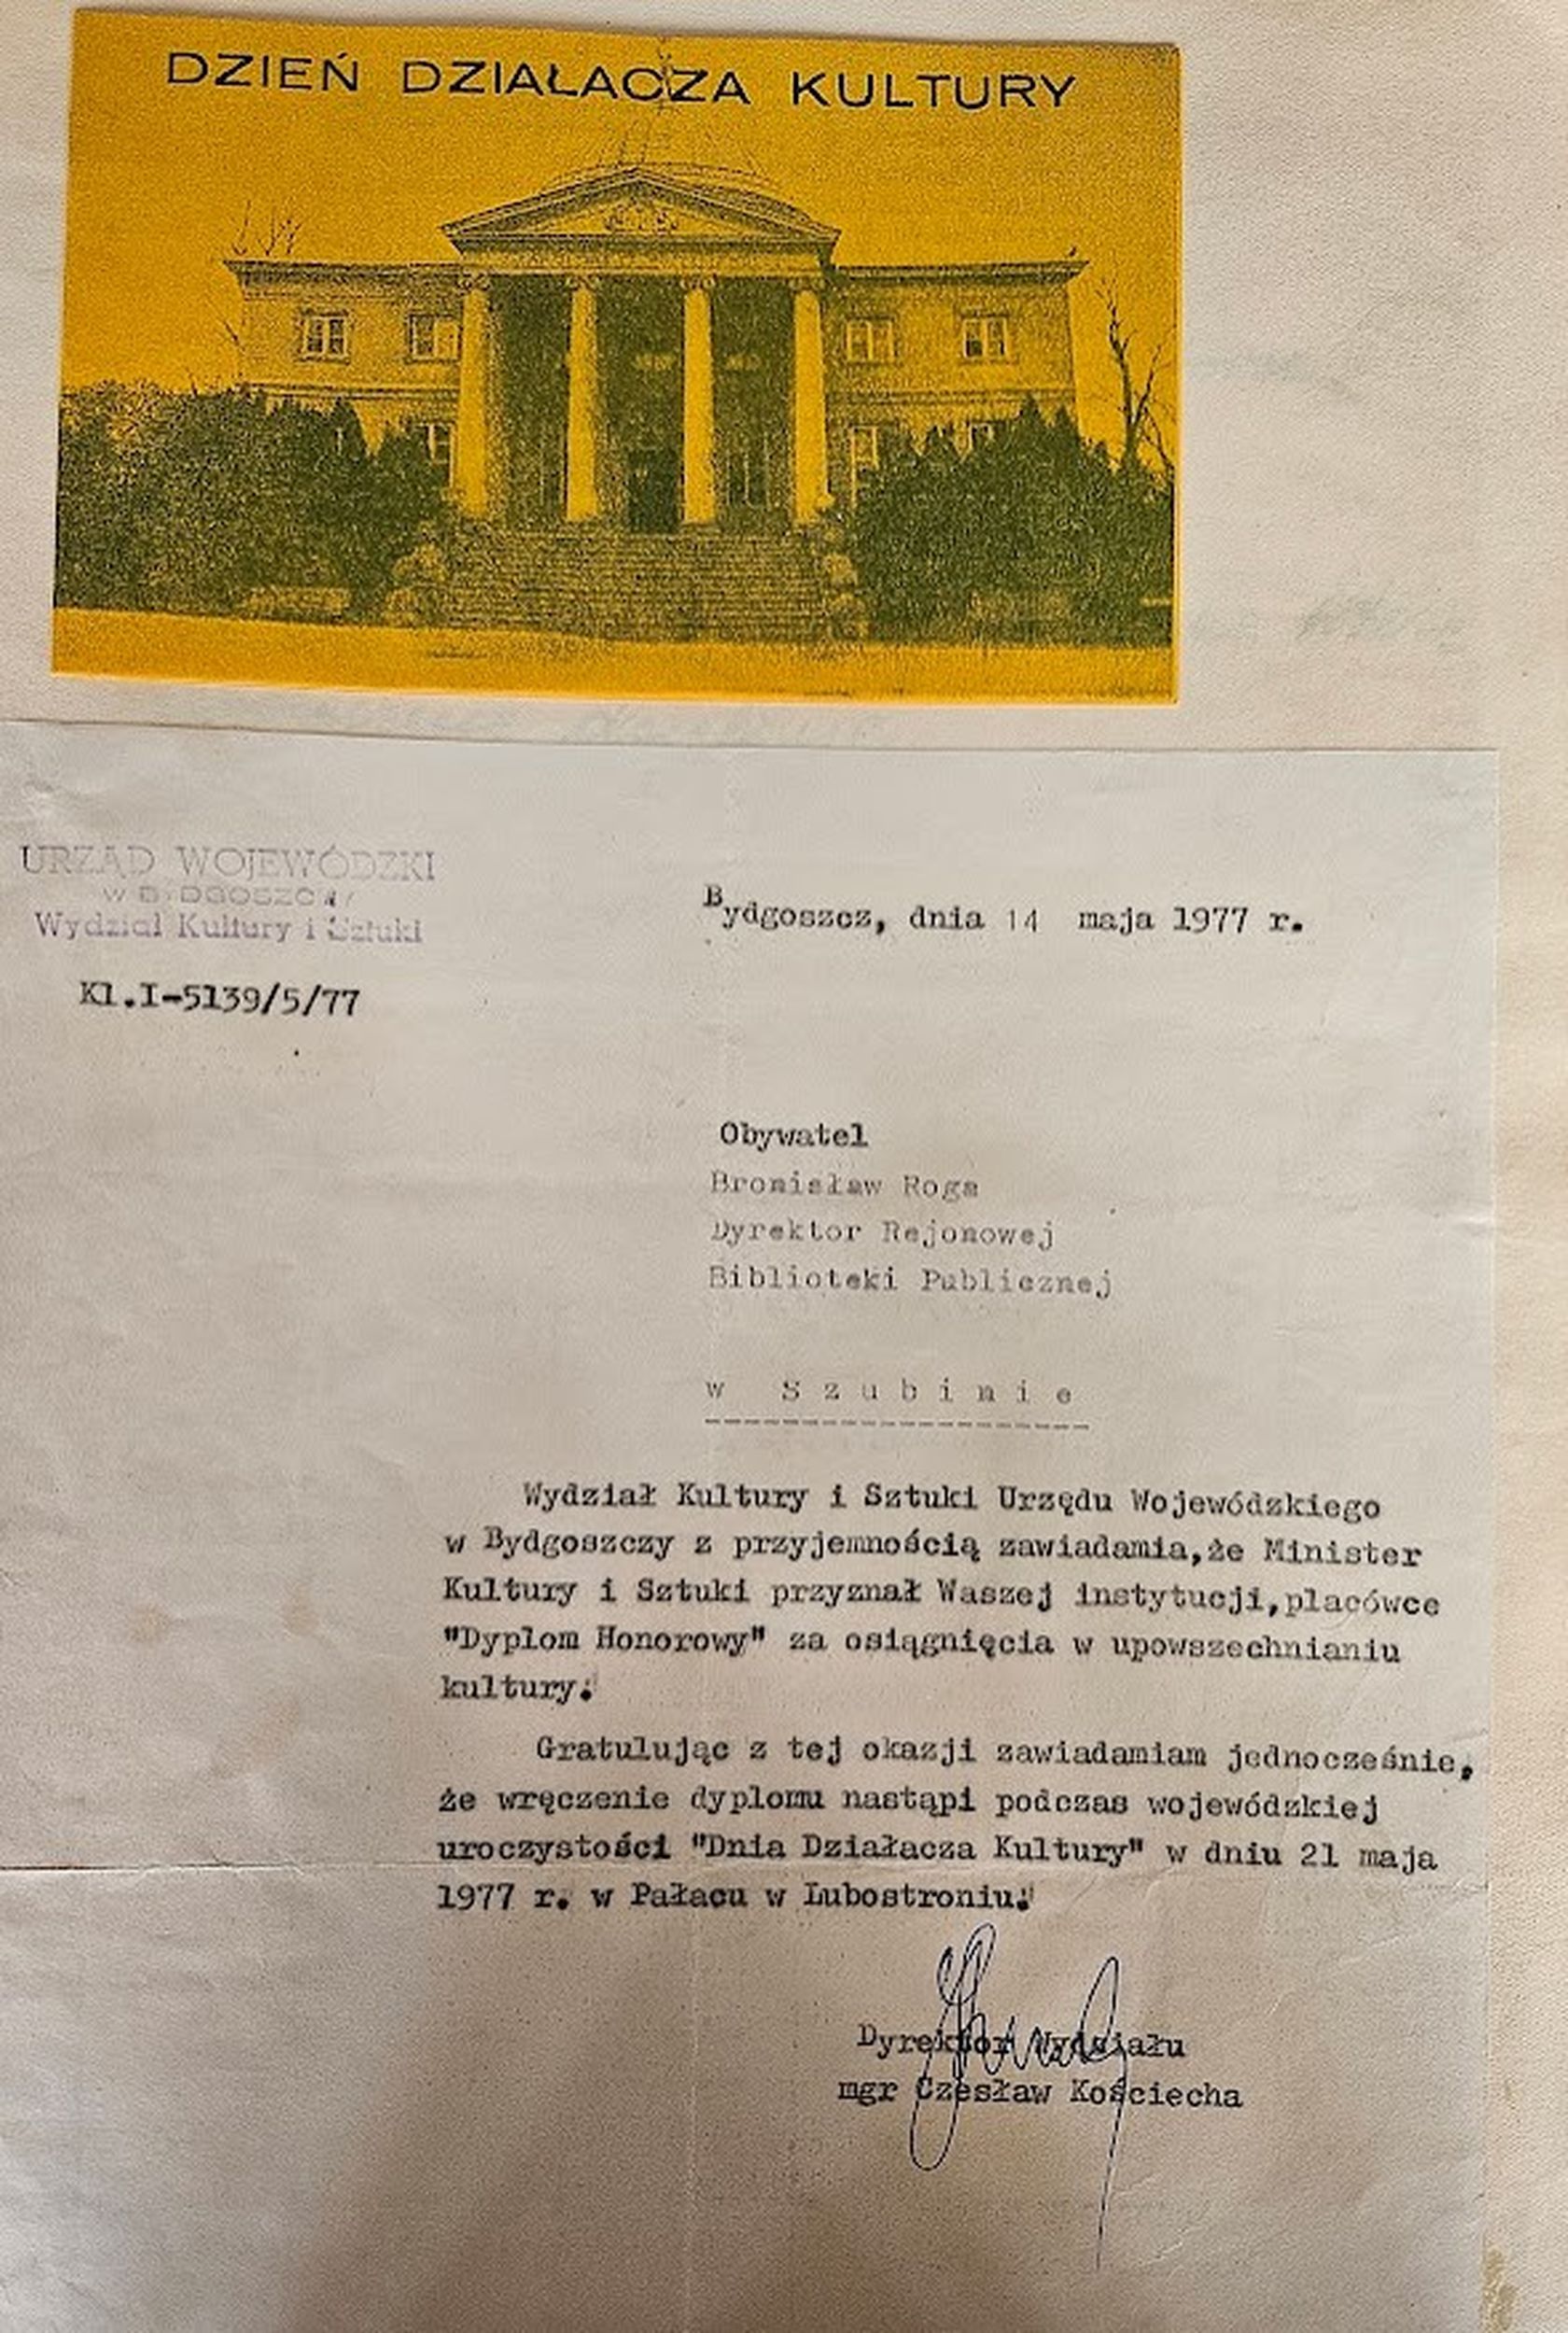 DZIEŃ DZIAŁACZA KULTURY
URZĄD WOJEWÓDZKI
W BYDGOSZCZY
Wydział Kultury i Sztuki
Bydgoszcz, dnia 14 maja 1977 r.
Kl.I-5139/5/77
Obywatel
Bronisław Roga
Dyrektor Rejonowej
Biblioteki Publicznej
w S z u b i n i e
Wydział Kultury i Sztuki Urzędu Wojewódzkiego
w Bydgoszczy z przyjemnością zawiadamia,że Minister
Kultury i Sztuki przyznał Waszej instytucji,placówce
"Dyplom Honorowy" za osiągnięcia w upowszechnianiu
kultury.
Gratulując z tej okazji zawiadamiam jednocześnie,
że wręczenie dyplomu nastąpi podczas wojewódzkiej
uroczystości "Dnia Działacza Kultury" w dniu 21 maja
1977 r. w Pałacu w Lubostroniu.
Dyrektor Wydziału
mgr Czesław Kościecha